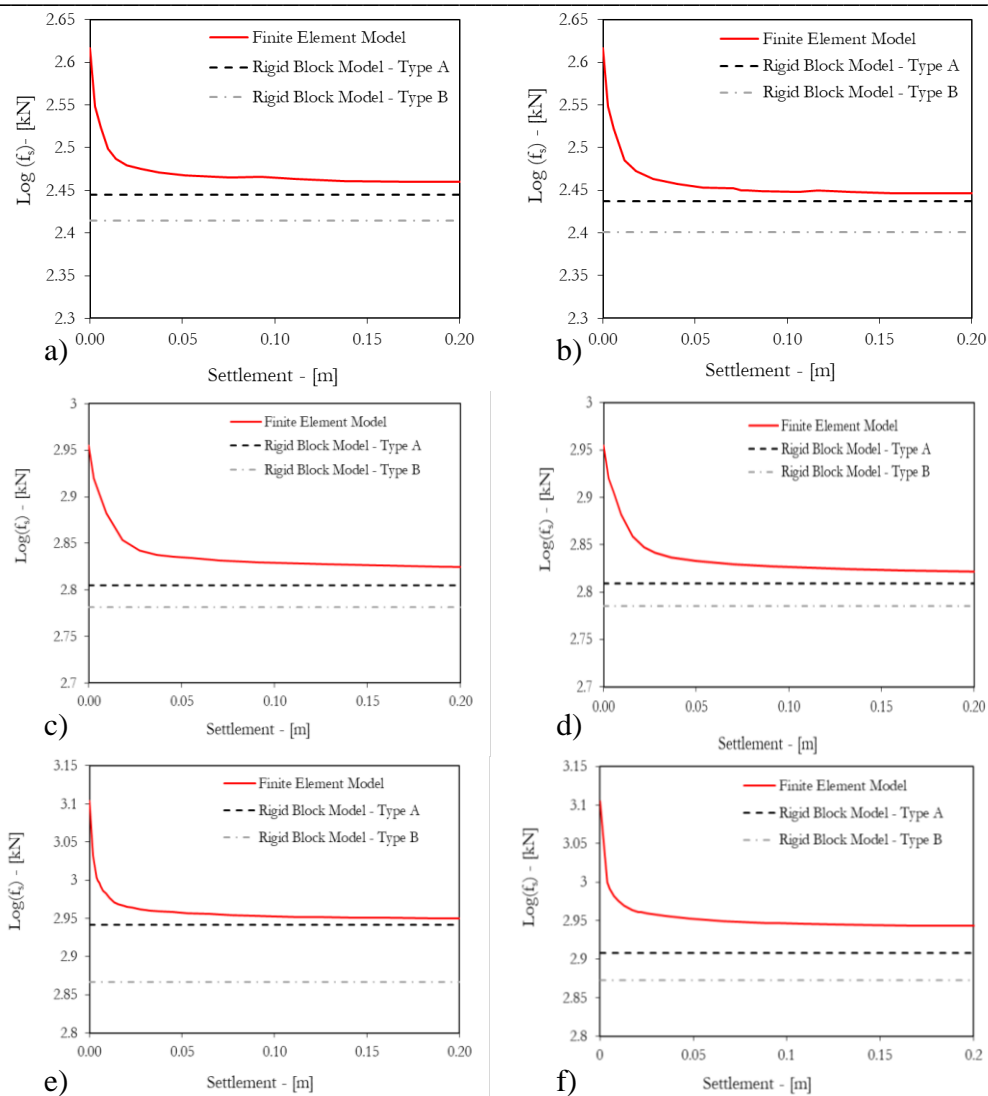 2.65
2.6
2.55
2.5
2.45
2.4
2.35
2.3
Log (fs)- [kN]
Finite Element Model
Rigid Block Model - Type A
Rigid Block Model - Type B
0.00 0.05 0.10 0.15 0.20
a)
Settlement - [m]
2.65
2.6
2.55
2.5
2.45
2.4
2.35
2.3
Log (fs) - [kN]
Finite Element Model
Rigid Block Model - Type A
Rigid Block Model - Type B
0.00 0.05 0.10 0.15 0.20
b)
Settlement - [m]
3
2.95
2.9
2.85
2.8
2.75
2.7
Log(fs) - [kN]
Finite Element Model
Rigid Block Model - Type A
Rigid Block Model - Type B
0.00 0.05 0.10 0.15 0.20
c)
Settlement - [m]
3
2.95
2.9
2.85
2.8
2.75
2.7
Log(fs) - [kN]
Finite Element Model
Rigid Block Model - Type A
Rigid Block Model - Type B
0.00 0.05 0.10 0.15 0.20
d)
Settlement - [m]
3.15
3.1
3.05
3
2.95
2.9
2.85
2.8
Log(fs) - [kN]
Finite Element Model
Rigid Block Model - Type A
Rigid Block Model - Type B
0.00 0.05 0.10 0.15 0.20
e)
Settlement - [m]
3.15
3.1
3.05
3
2.95
2.9
2.85
2.8
Log(fs) - [kN]
Finite Element Model
Rigid Block Model - Type A
Rigid Block Model - Type B
0 0.05 0.1 0.15 0.2
f)
Settlement - [m]